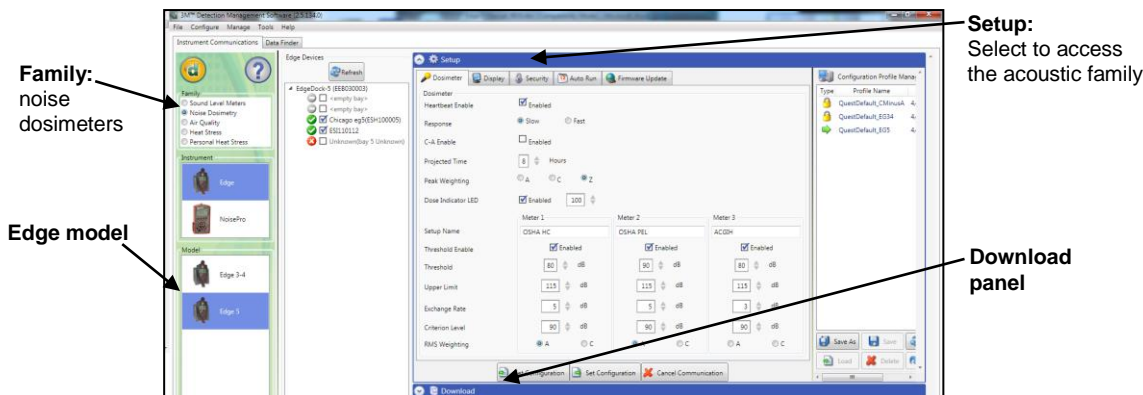 3M™ Detection Management Software (2.5.134.0)
File Configure Manage Tools Help
Instrument Communications Data Finder
Family:
noise
dosimeters
Edge model
Setup:
Select to access
the acoustic family
Download
panel
Family
Sound Level Meters
Noise Dosimetry
Air Quality
Heat Stress
Personal Heat Stress
Instrument
Edge
NoisePro
Model
Edge 3-4
Edge 5
Edge Devices
Refresh
EdgeDock-5 (EEB030003)
<empty bay>
<empty bay>
Chicago eg5(ESH100005)
ESI110112
Unknown(bay 5 Unknown)
Setup
Dosimeter Display Security Auto Run Firmware Update
Dosimeter
Heartbeat Enable Enabled
Response Slow Fast
C-A Enable Enabled
Projected Time 8 Hours
Peak Weighting A C Z
Dose Indicator LED Enabled 100
Meter 1 Meter 2 Meter 3
Setup Name OSHA HC OSHA PEL ACGIH
Threshold Enable Enabled Enabled Enabled
Threshold 80 dB 90 dB 80 dB
Upper Limit 115 dB 115 dB 115 dB
Exchange Rate 5 dB 5 dB 3 dB
Criterion Level 90 dB 90 dB 90 dB
RMS Weighting A C C A C
Configuration Set Configuration Cancel Communication
Download
Configuration Profile Manag
Type Profile Name
QuestDefault_CMinusA 4/
QuestDefault_EG34 4/
QuestDefault_EG5 4/
Save As Save
Load Delete